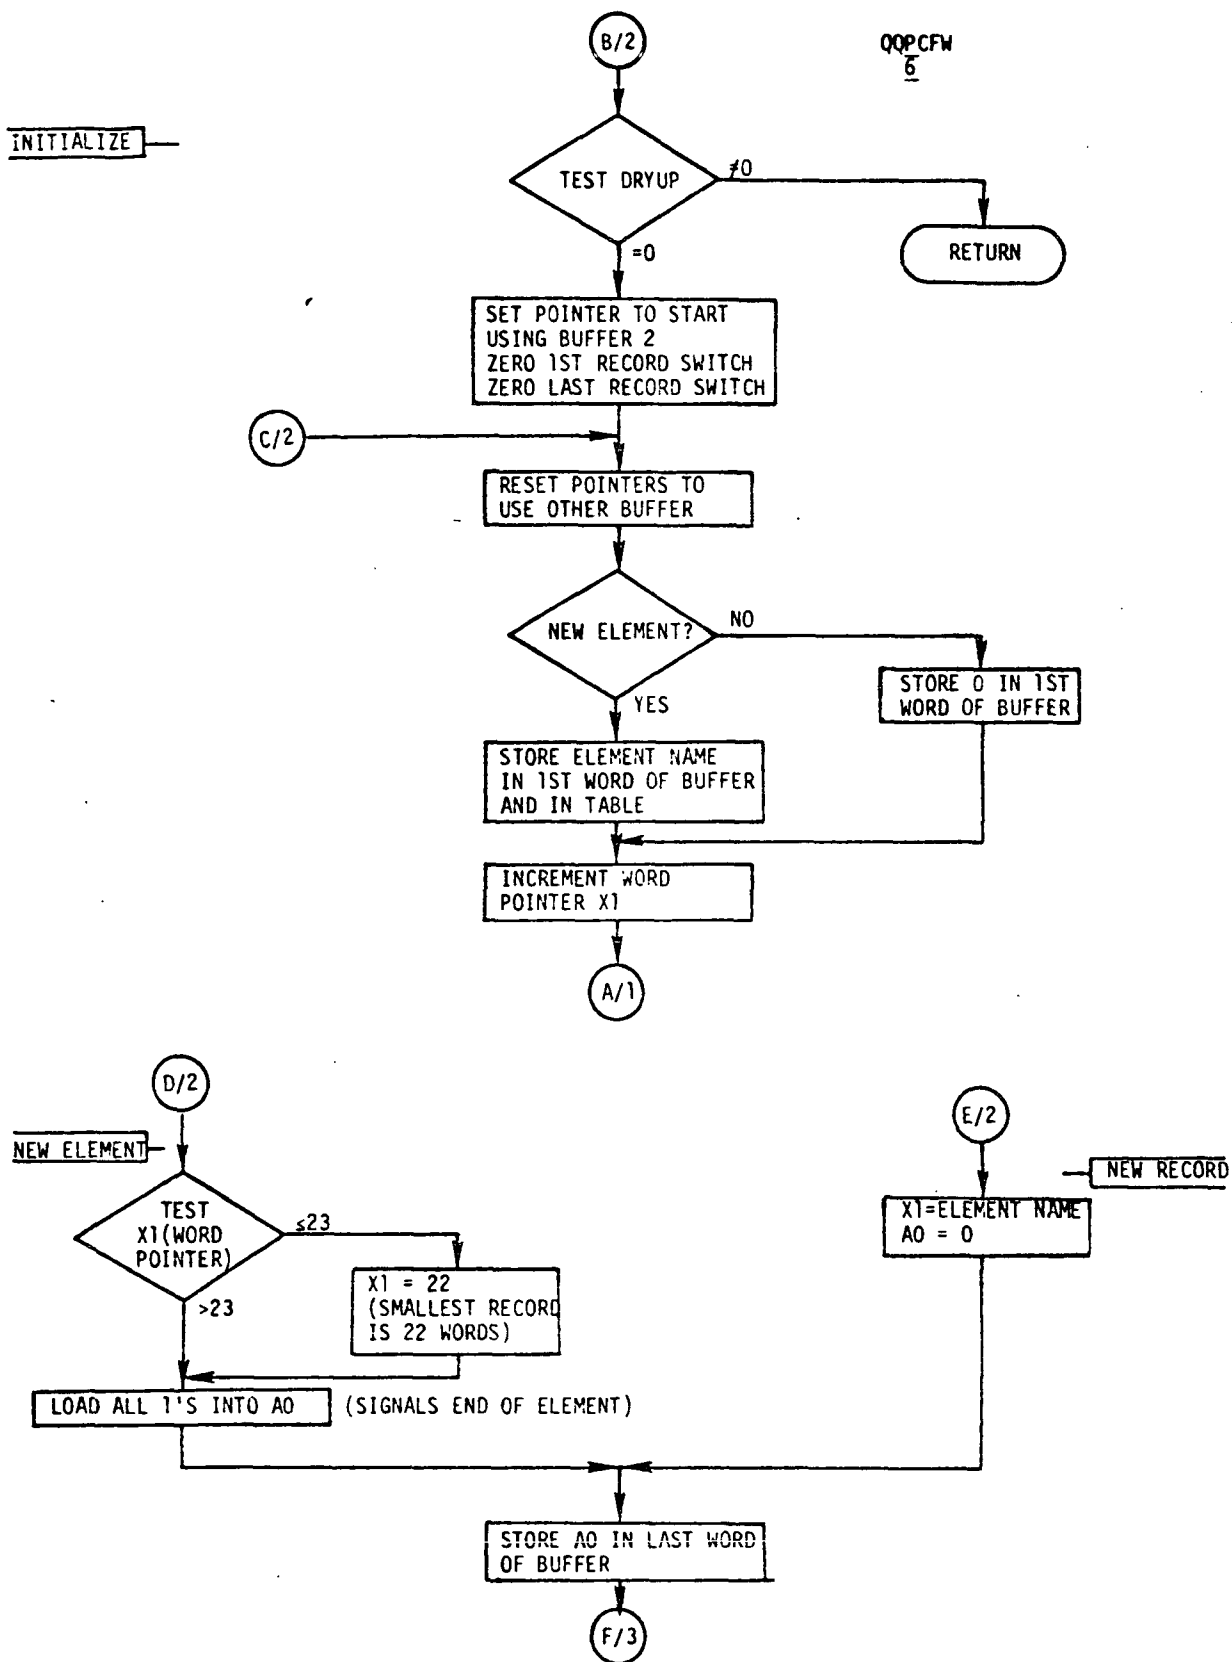 B/2
QQPCFW
6
INITIALIZE
TEST DRYUP
≠0
RETURN
=0
SET POINTER TO START
USING BUFFER 2
ZERO 1ST RECORD SWITCH
ZERO LAST RECORD SWITCH
C/2
RESET POINTERS TO
USE OTHER BUFFER
NEW ELEMENT?
NO
STORE 0 IN 1ST
WORD OF BUFFER
YES
STORE ELEMENT NAME
IN 1ST WORD OF BUFFER
AND IN TABLE
INCREMENT WORD
POINTER X1
A/1
D/2
NEW ELEMENT
TEST
X1(WORD
POINTER)
≤23
X1 = 22
(SMALLEST RECORD
IS 22 WORDS)
>23
LOAD ALL 1'S INTO A0
(SIGNALS END OF ELEMENT)
E/2
NEW RECORD
X1=ELEMENT NAME
A0 = 0
STORE A0 IN LAST WORD
OF BUFFER
F/3